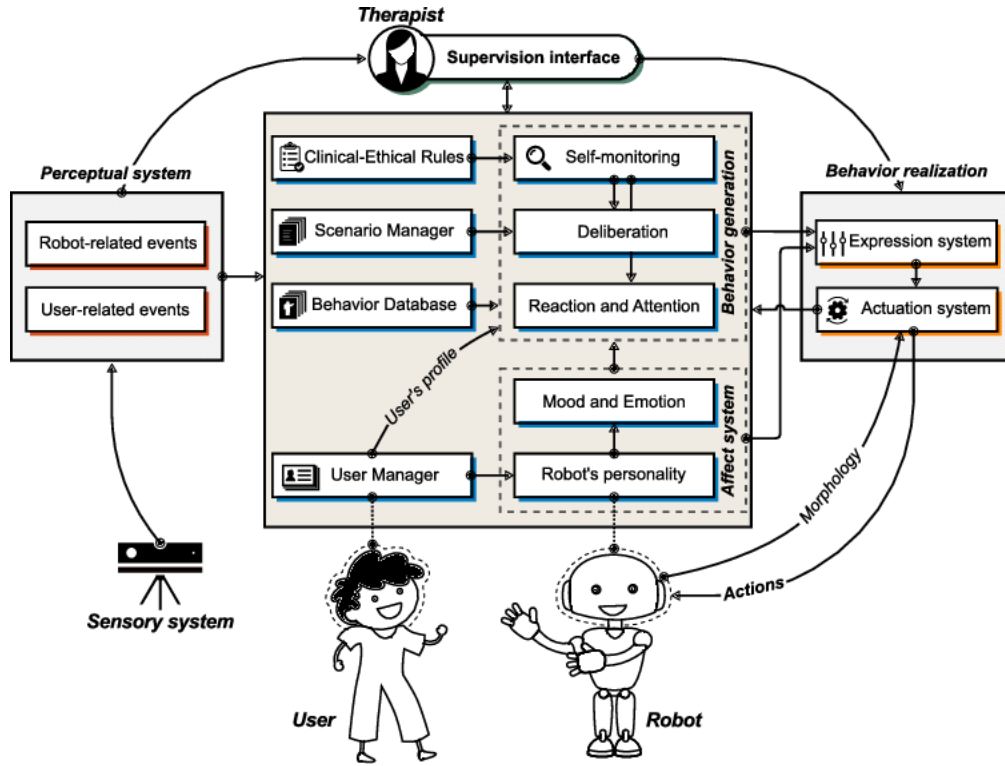 Therapist
Supervision interface
Perceptual system
Robot-related events
User-related events
Clinical-Ethical Rules
Scenario Manager
Behavior Database
User's profile
User Manager
Self-monitoring
Deliberation
Reaction and Attention
Behavior generation
Mood and Emotion
Robot's personality
Affect system
Behavior realization
Expression system
Actuation system
Morphology
Actions
Sensory system
User
Robot